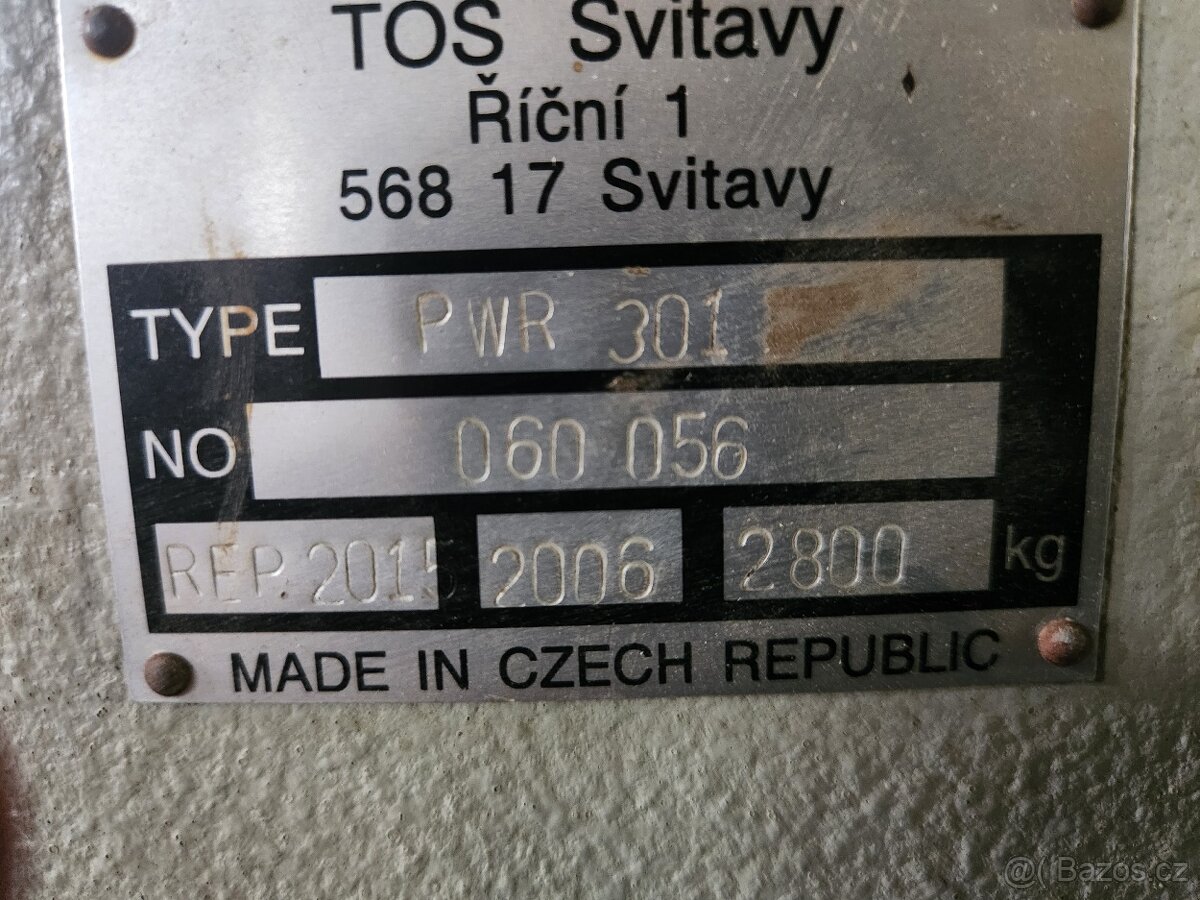 TOS Svitavy
Říční 1
568 17 Svitavy
TYPE PWR 301
NO 060 056
REP. 2015 2006 2800 kg
MADE IN CZECH REPUBLIC
@( Bazos.cz